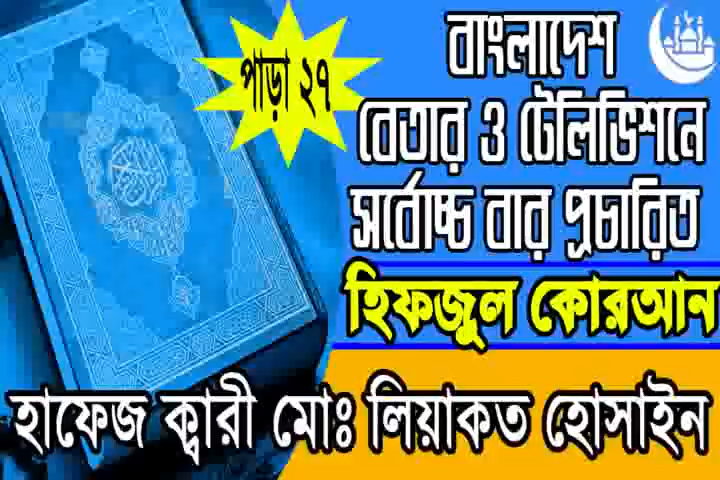 পাড়া ২৭
বাংলাদেশ
বেতার ও টেলিভিশনে
সর্বোচ্চ বার প্রচারিত
হিফজুল কোরআন
হাফেজ ক্বারী মোঃ লিয়াকত হোসাইন